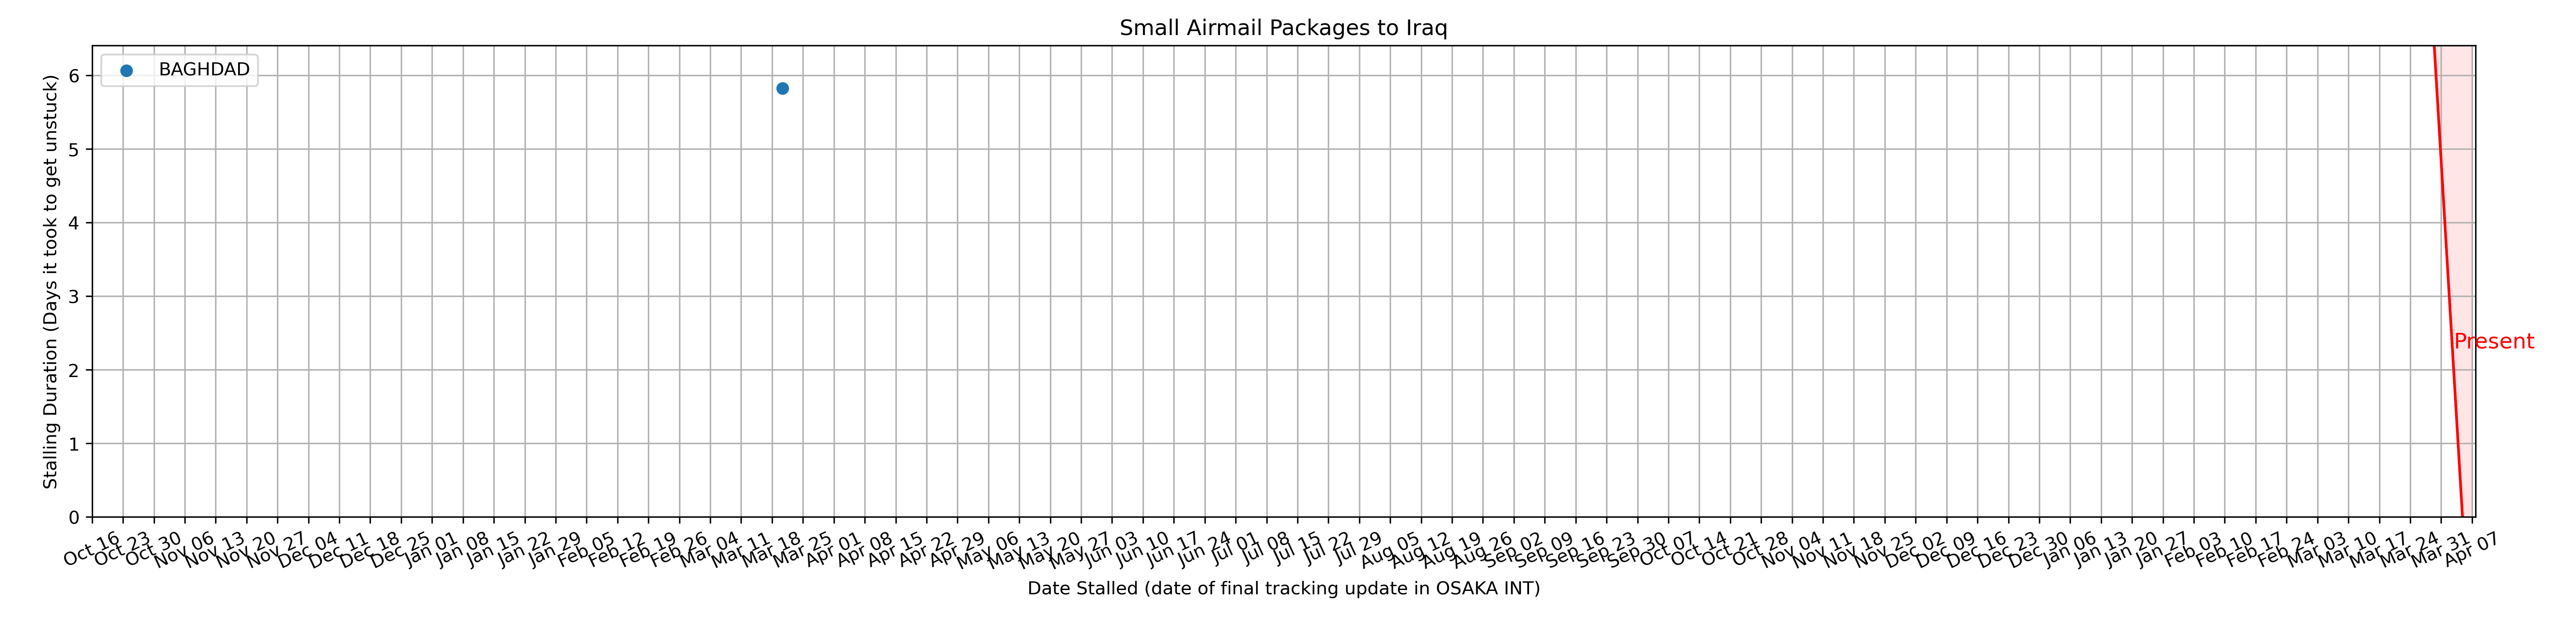 Small Airmail Packages to Iraq
BAGHDAD
6
5
4
3
2
1
0
Stalling Duration (Days it took to get unstuck)
Present
Oct 16 Oct 23 Oct 30 Nov 06 Nov 13 Nov 20 Nov 27 Dec 04 Dec 11 Dec 18 Dec 25 Jan 01 Jan 08 Jan 15 Jan 22 Jan 29 Feb 05 Feb 12 Feb 19 Feb 26 Mar 04 Mar 11 Mar 18 Mar 25 Apr 01 Apr 08 Apr 15 Apr 22 Apr 29 May 06 May 13 May 20 May 27 Jun 03 Jun 10 Jun 17 Jun 24 Jul 01 Jul 08 Jul 15 Jul 22 Jul 29 Aug 05 Aug 12 Aug 19 Aug 26 Sep 02 Sep 09 Sep 16 Sep 23 Sep 30 Oct 07 Oct 14 Oct 21 Oct 28 Nov 04 Nov 11 Nov 18 Nov 25 Dec 02 Dec 09 Dec 16 Dec 23 Dec 30 Jan 06 Jan 13 Jan 20 Jan 27 Feb 03 Feb 10 Feb 17 Feb 24 Mar 03 Mar 10 Mar 17 Mar 24 Mar 31 Apr 07
Date Stalled (date of final tracking update in OSAKA INT)